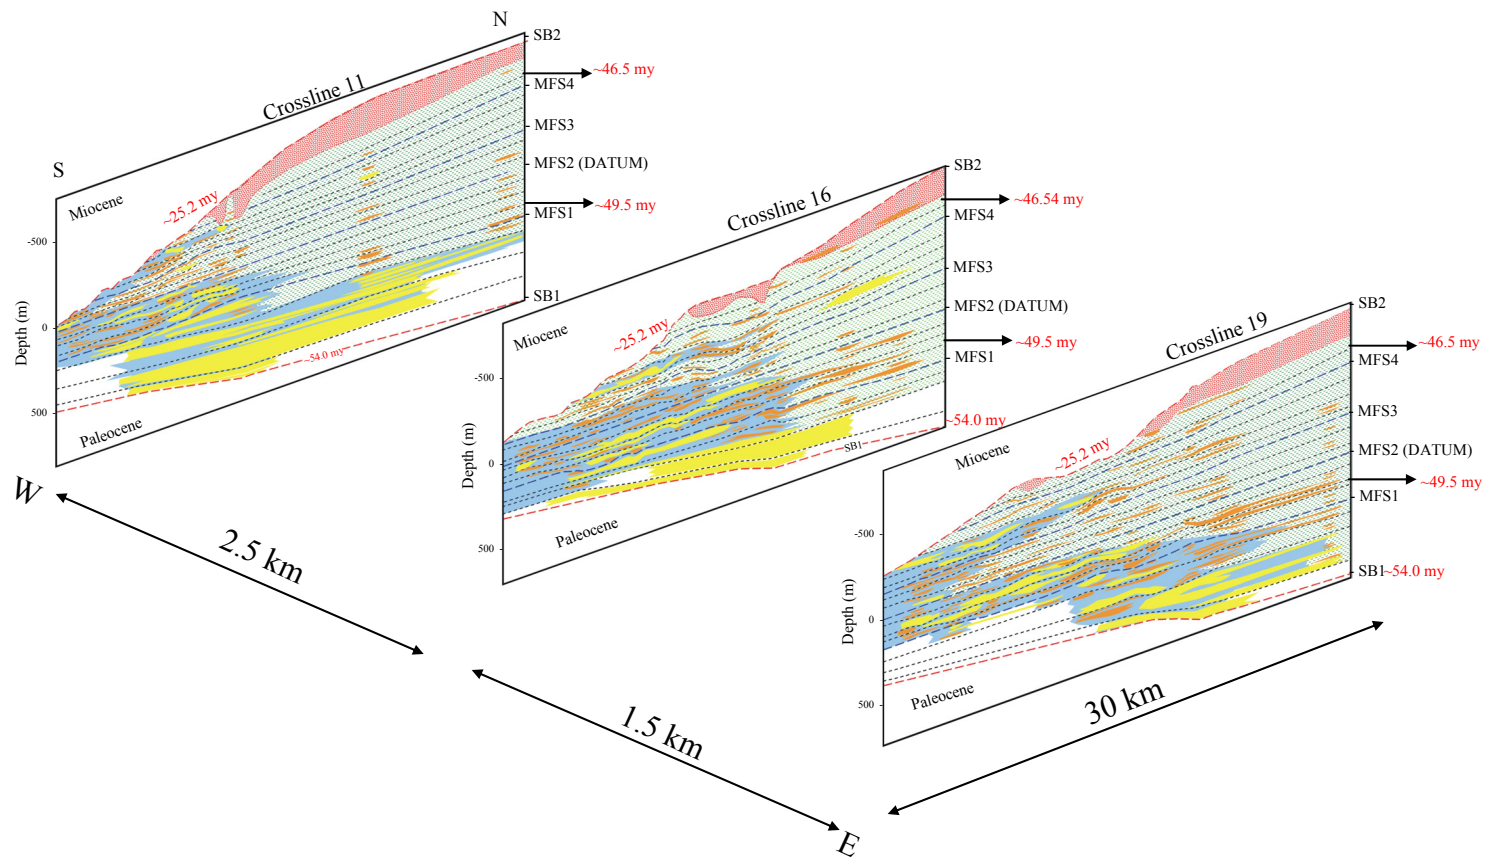 N
SB2
~46.5 my
MFS4
Crossline 11
MFS3
MFS2 (DATUM)
S
Miocene
~25.2 my
~49.5 my
MFS1
-500
0
500
Depth (m)
SB1
~54.0 my
Paleocene
SB2
~46.54 my
MFS4
Crossline 16
MFS3
MFS2 (DATUM)
Miocene
~25.2 my
~49.5 my
MFS1
-500
0
500
Depth (m)
~54.0 my
SB1
Paleocene
SB2
~46.5 my
MFS4
Crossline 19
MFS3
MFS2 (DATUM)
Miocene
~25.2 my
~49.5 my
MFS1
-500
0
500
Depth (m)
SB1
~54.0 my
Paleocene
W
2.5 km
1.5 km
E
30 km